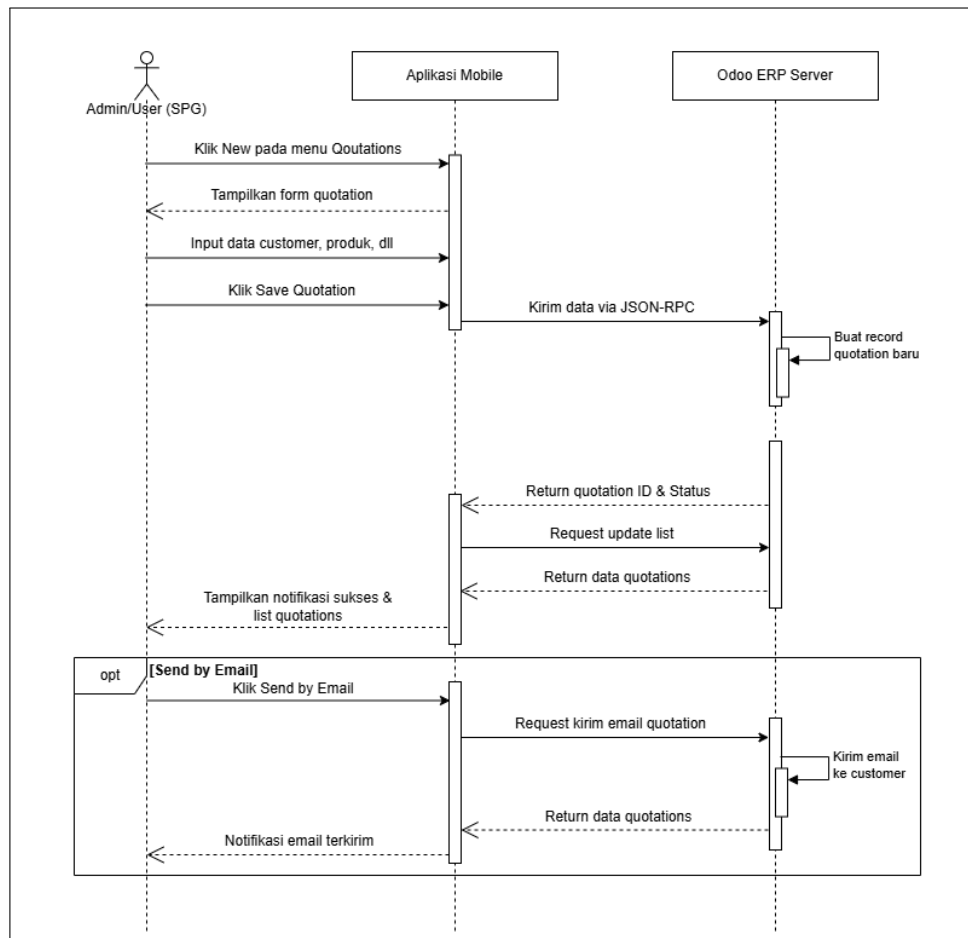 Aplikasi Mobile
Odoo ERP Server
Admin/User (SPG)
Klik New pada menu Qoutations
Tampilkan form quotation
Input data customer, produk, dll
Klik Save Quotation
Kirim data via JSON-RPC
Buat record
quotation baru
Return quotation ID & Status
Request update list
Return data quotations
Tampilkan notifikasi sukses &
list quotations
opt
[Send by Email]
Klik Send by Email
Request kirim email quotation
Kirim email
ke customer
Return data quotations
Notifikasi email terkirim